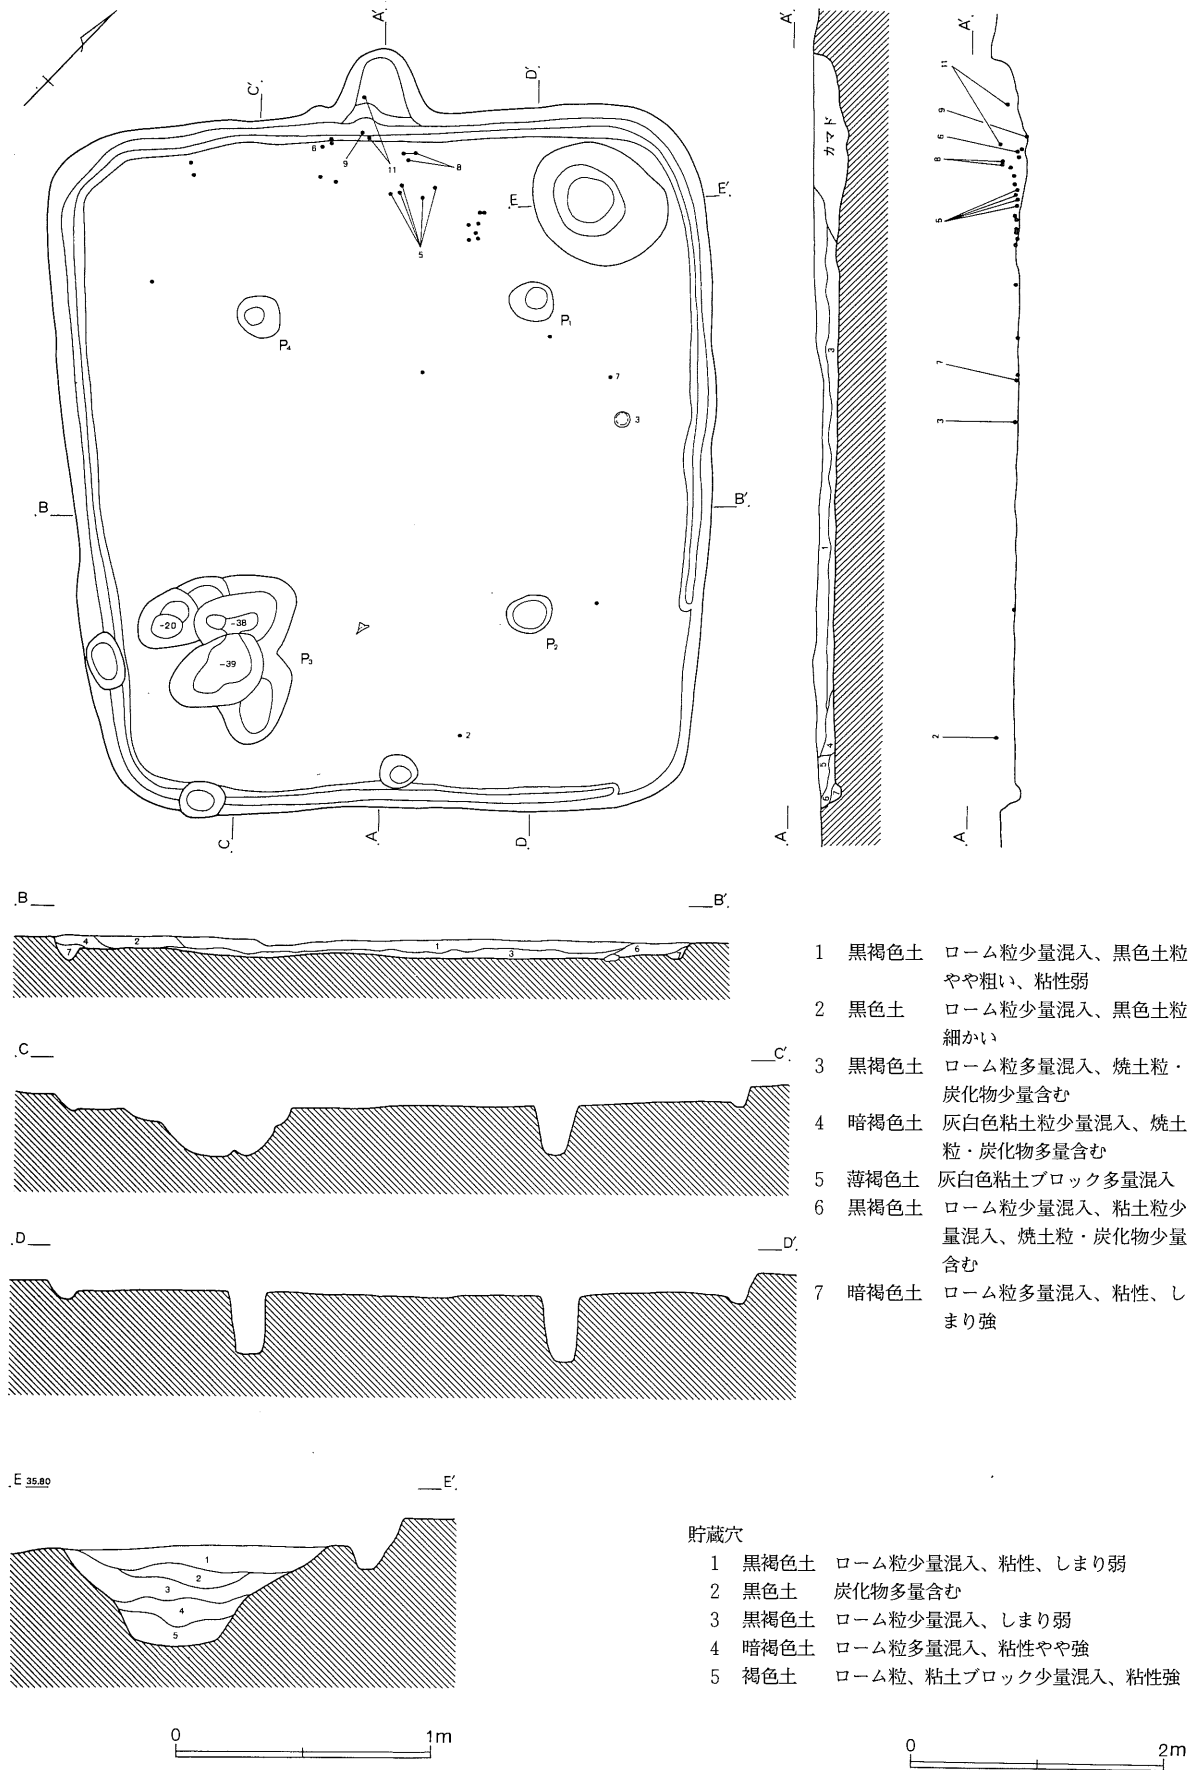 A'
C'
D'
6
9
11
8
E
E'
5
P4
P1
7
3
B
B'
-20
-38
-39
P3
P2
2
C
A
D
A'
カマド
3
1
4
5
6
7
A
A'
11
9
6
8
5
7
3
2
A
B
B'
7
4
2
1
3
6
C
C'
D
D'
1 黒褐色土 ローム粒少量混入、黒色土粒
やや粗い、粘性弱
2 黒色土 ローム粒少量混入、黒色土粒
細かい
3 黒褐色土 ローム粒多量混入、焼土粒・
炭化物少量含む
4 暗褐色土 灰白色粘土粒少量混入、焼土
粒・炭化物多量含む
5 薄褐色土 灰白色粘土ブロック多量混入
6 黒褐色土 ローム粒少量混入、粘土粒少
量混入、焼土粒・炭化物少量
含む
7 暗褐色土 ローム粒多量混入、粘性、し
まり強
E 35.80
E'
1
2
3
4
5
貯蔵穴
1 黒褐色土 ローム粒少量混入、粘性、しまり弱
2 黒色土 炭化物多量含む
3 黒褐色土 ローム粒少量混入、しまり弱
4 暗褐色土 ローム粒多量混入、粘性やや強
5 褐色土 ローム粒、粘土ブロック少量混入、粘性強
0 1m
0 2m